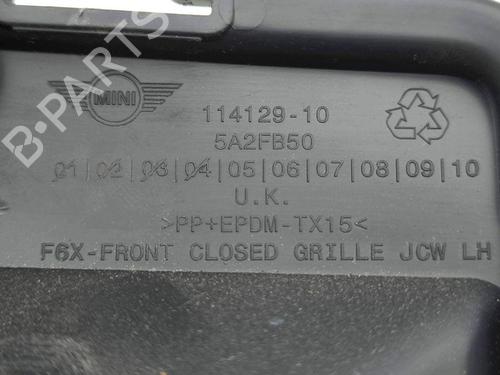 B-PARTS
MINI
114129-10
5A2FB50
01|02|03|04|05|06|07|08|09|10
U.K.
>PP+EPDM-TX15<
F6X-FRONT CLOSED GRILLE JCW LH